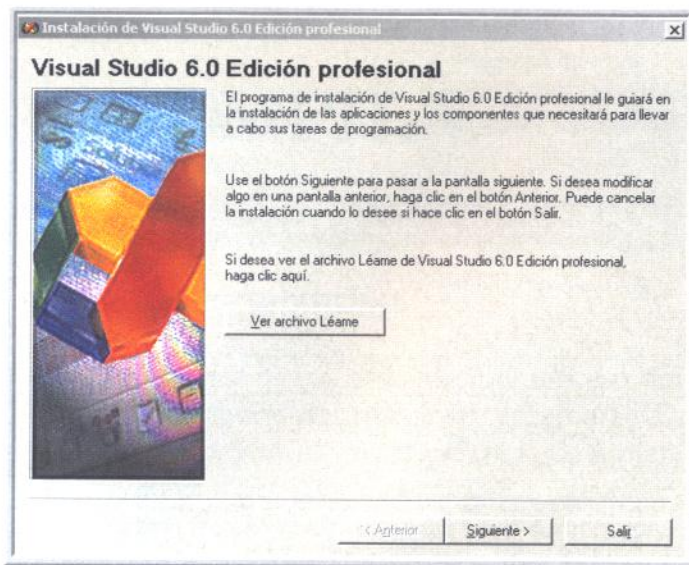 Instalación de Visual Studio 6.0 Edición profesional
Visual Studio 6.0 Edición profesional
El programa de instalación de Visual Studio 6.0 Edición profesional le guiará en
la instalación de las aplicaciones y los componentes que necesitará para llevar
a cabo sus tareas de programación.
Use el botón Siguiente para pasar a la pantalla siguiente. Si desea modificar
algo en una pantalla anterior, haga clic en el botón Anterior. Puede cancelar
la instalación cuando lo desee si hace clic en el botón Salir.
Si desea ver el archivo Léame de Visual Studio 6.0 Edición profesional,
haga clic aquí.
Ver archivo Léame
< Anterior
Siguiente >
Salir